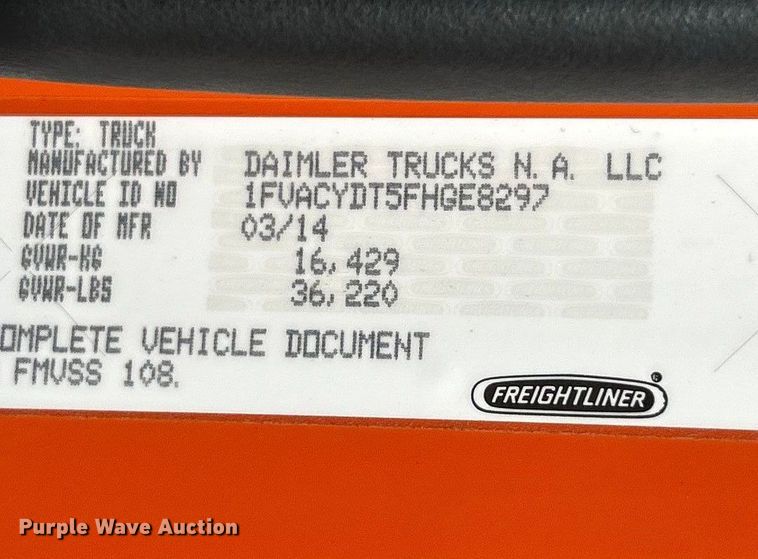 TYPE: TRUCK
MANUFACTURED BY DAIMLER TRUCKS N. A. LLC
VEHICLE ID NO 1FVACYDT5FHGE8297
DATE OF MFR 03/14
GVWR-KG 16,429
GVWR-LBS 36,220
OMPLETE VEHICLE DOCUMENT
FMVSS 108.
FREIGHTLINER®
Purple Wave Auction